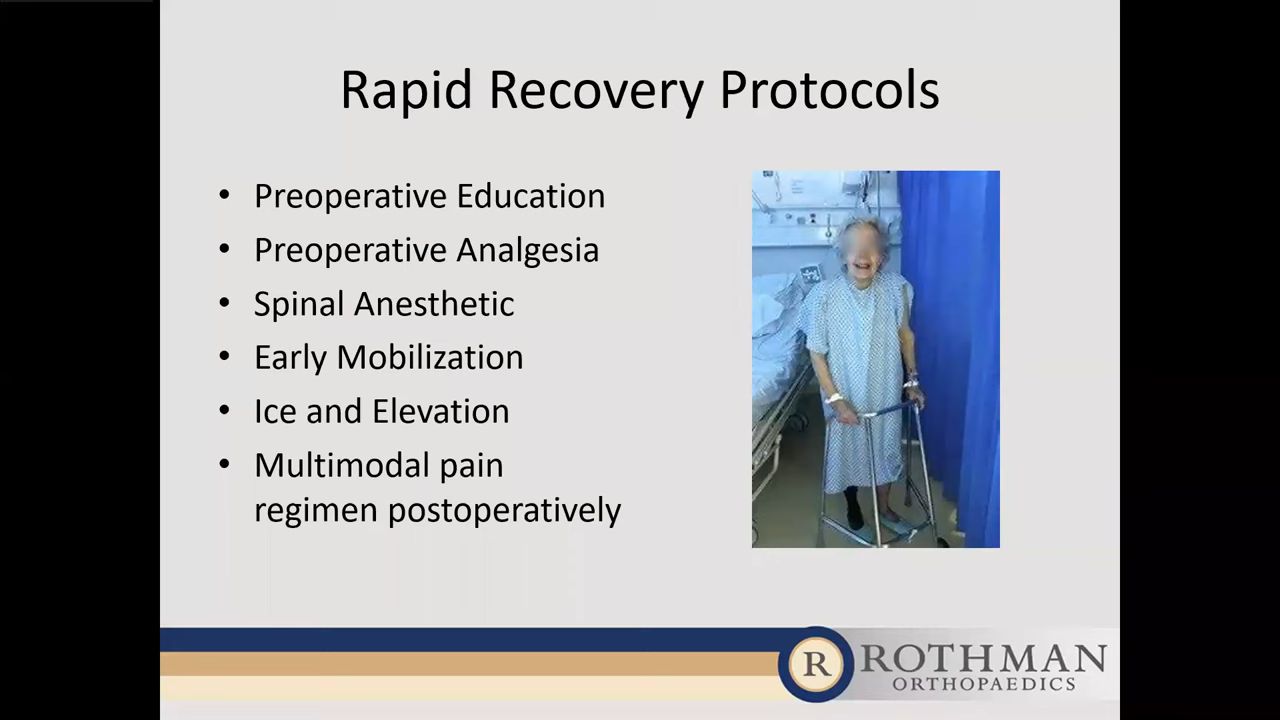 Rapid Recovery Protocols
• Preoperative Education
• Preoperative Analgesia
• Spinal Anesthetic
• Early Mobilization
• Ice and Elevation
• Multimodal pain
regimen postoperatively
R ROTHMAN
ORTHOPAEDICS